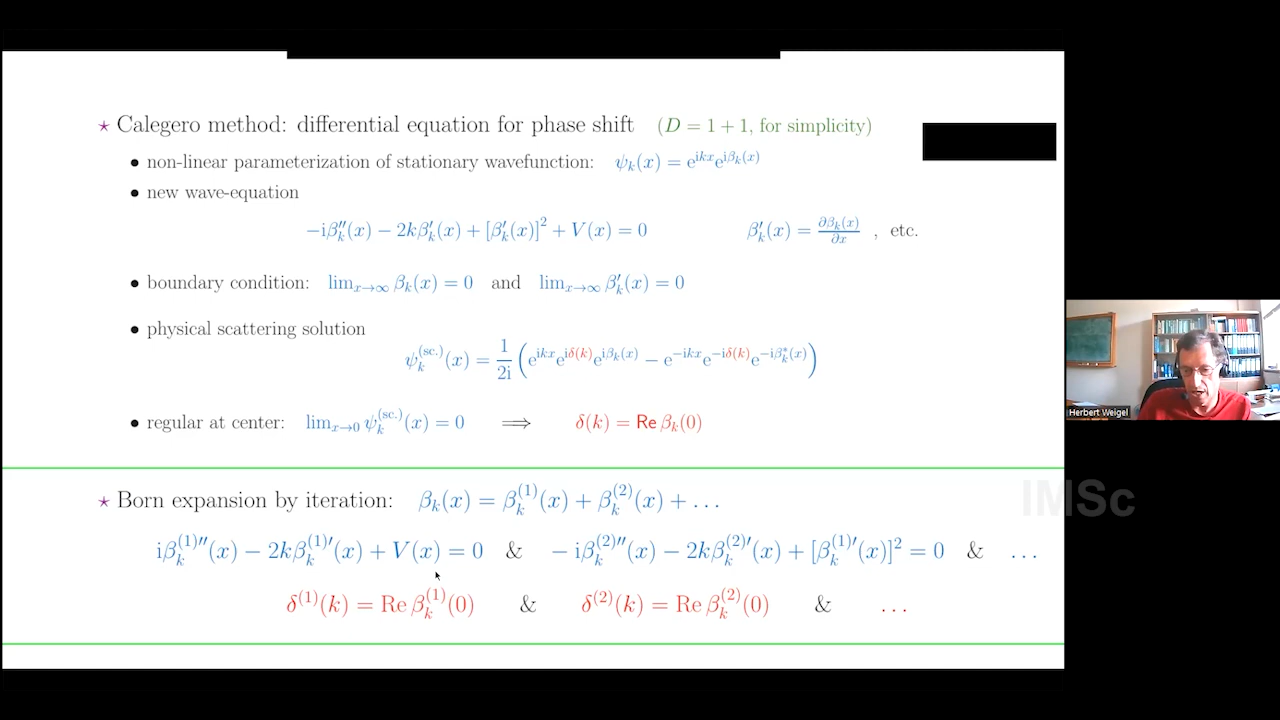 ⋆ Calegero method: differential equation for phase shift (D = 1 + 1, for simplicity)
• non-linear parameterization of stationary wavefunction: ψ_k(x) = e^{ikx}e^{iβ_k(x)}
• new wave-equation
−iβ″_k(x) − 2kβ′_k(x) + [β′_k(x)]² + V(x) = 0 β′_k(x) = ∂β_k(x)/∂x , etc.
• boundary condition: lim_{x→∞} β_k(x) = 0 and lim_{x→∞} β′_k(x) = 0
• physical scattering solution
ψ_k^{(sc.)}(x) = 1/2i (e^{ikx}e^{iδ(k)}e^{iβ_k(x)} − e^{−ikx}e^{−iδ(k)}e^{−iβ*_k(x)})
• regular at center: lim_{x→0} ψ_k^{(sc.)}(x) = 0 ⟹ δ(k) = Re β_k(0)
⋆ Born expansion by iteration: β_k(x) = β_k^{(1)}(x) + β_k^{(2)}(x) + ...
iβ_k^{(1)}″(x) − 2kβ_k^{(1)}′(x) + V(x) = 0 & − iβ_k^{(2)}″(x) − 2kβ_k^{(2)}′(x) + [β_k^{(1)}′(x)]² = 0 & ...
δ^{(1)}(k) = Re β_k^{(1)}(0) & δ^{(2)}(k) = Re β_k^{(2)}(0) & ...
Herbert Weigel
IMSc